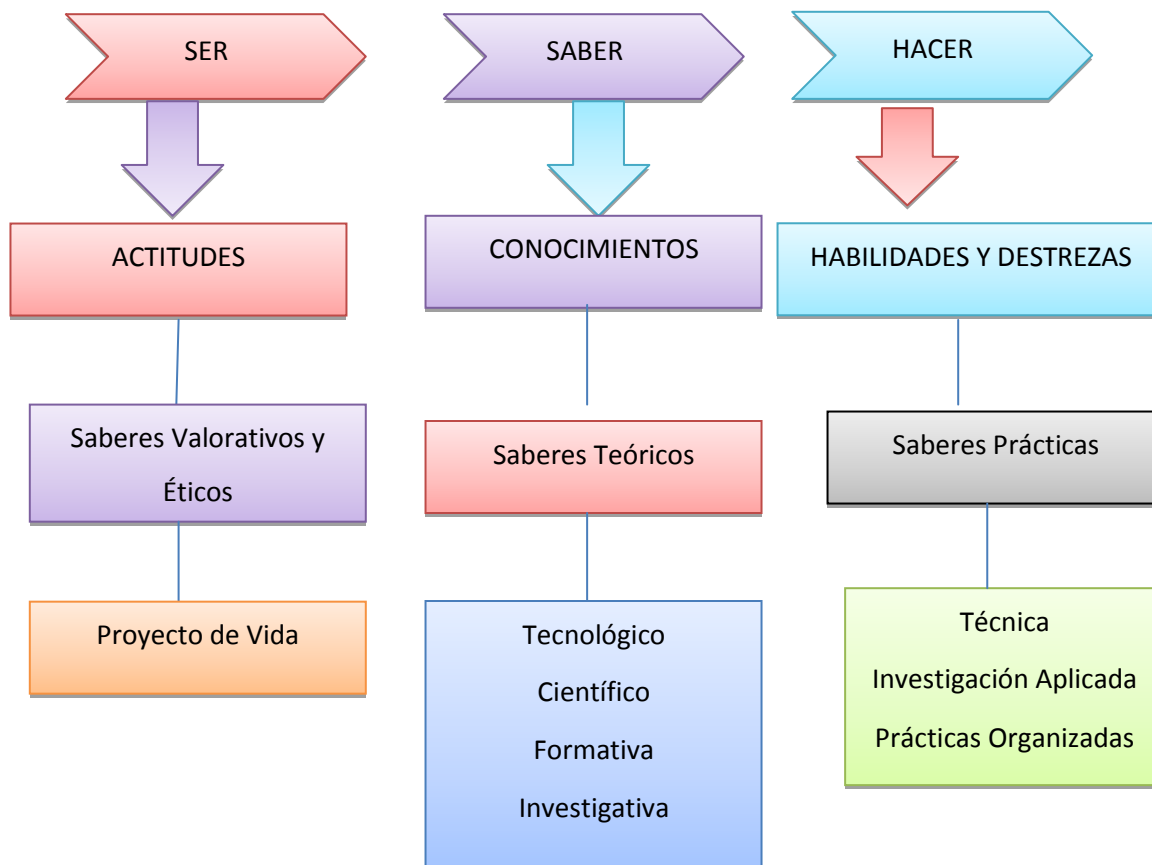 SER
SABER
HACER
ACTITUDES
CONOCIMIENTOS
HABILIDADES Y DESTREZAS
Saberes Valorativos y
Éticos
Saberes Teóricos
Saberes Prácticas
Proyecto de Vida
Tecnológico
Científico
Formativa
Investigativa
Técnica
Investigación Aplicada
Prácticas Organizadas